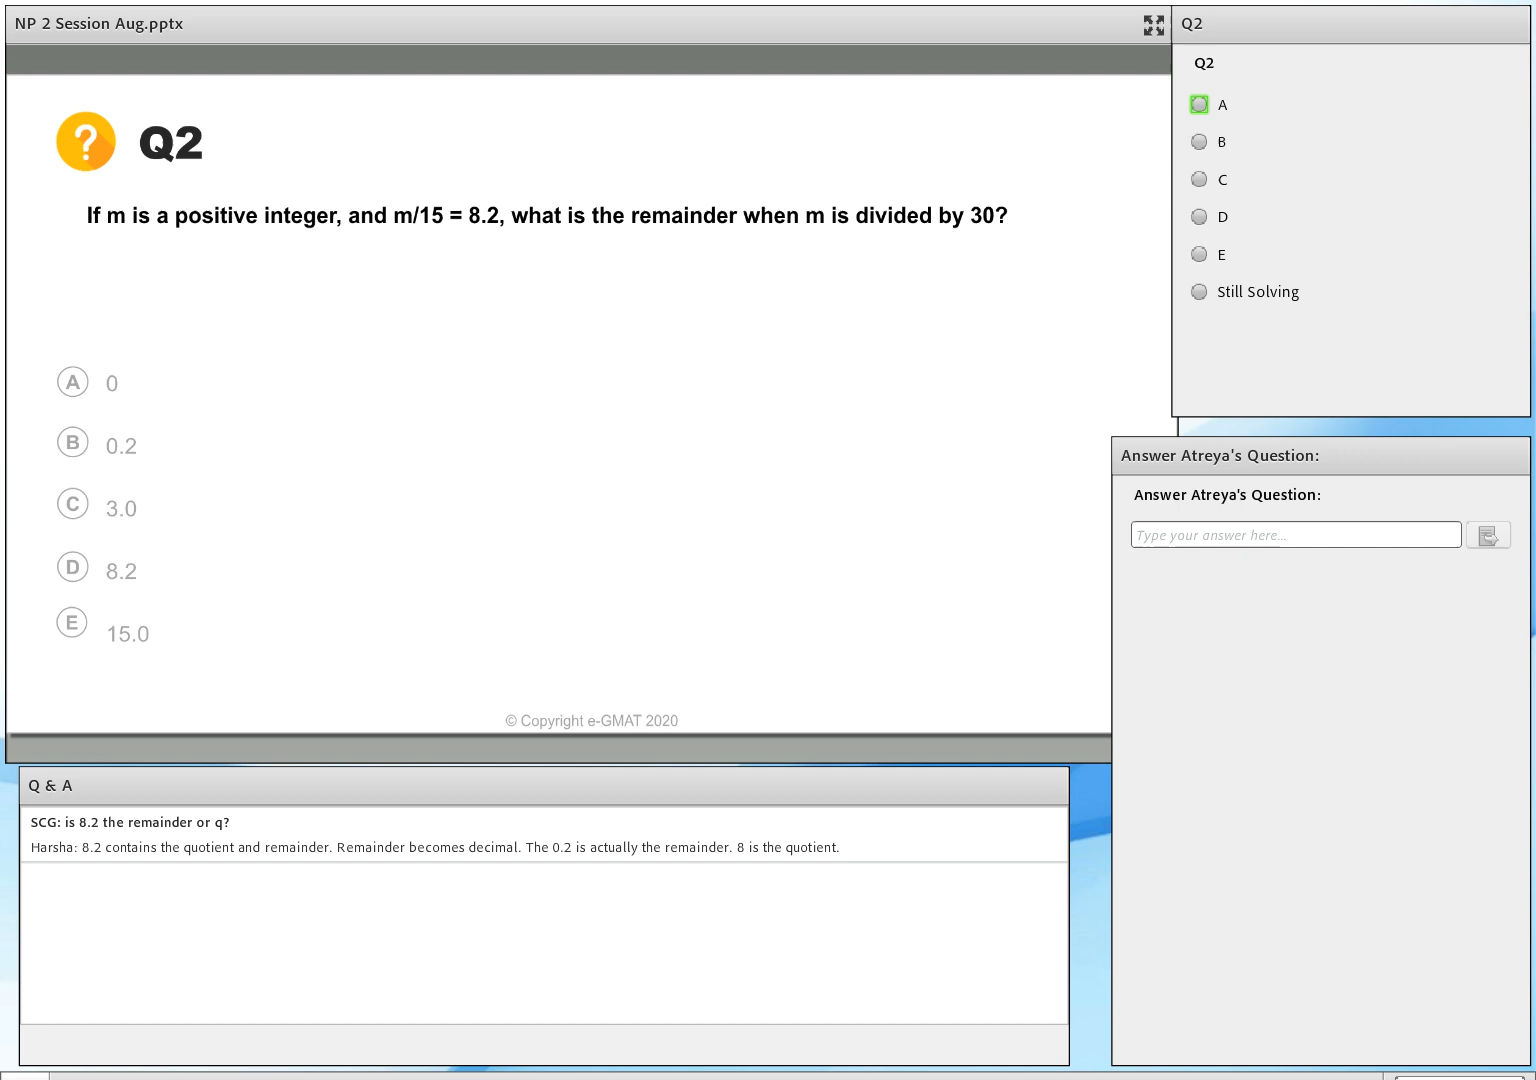 NP 2 Session Aug.pptx
Q2
If m is a positive integer, and m/15 = 8.2, what is the remainder when m is divided by 30?
A 0
B 0.2
C 3.0
D 8.2
E 15.0
© Copyright e-GMAT 2020
Q2
Q2
A
B
C
D
E
Still Solving
Answer Atreya's Question:
Answer Atreya's Question:
Type your answer here...
Q & A
SCG: is 8.2 the remainder or q?
Harsha: 8.2 contains the quotient and remainder. Remainder becomes decimal. The 0.2 is actually the remainder. 8 is the quotient.